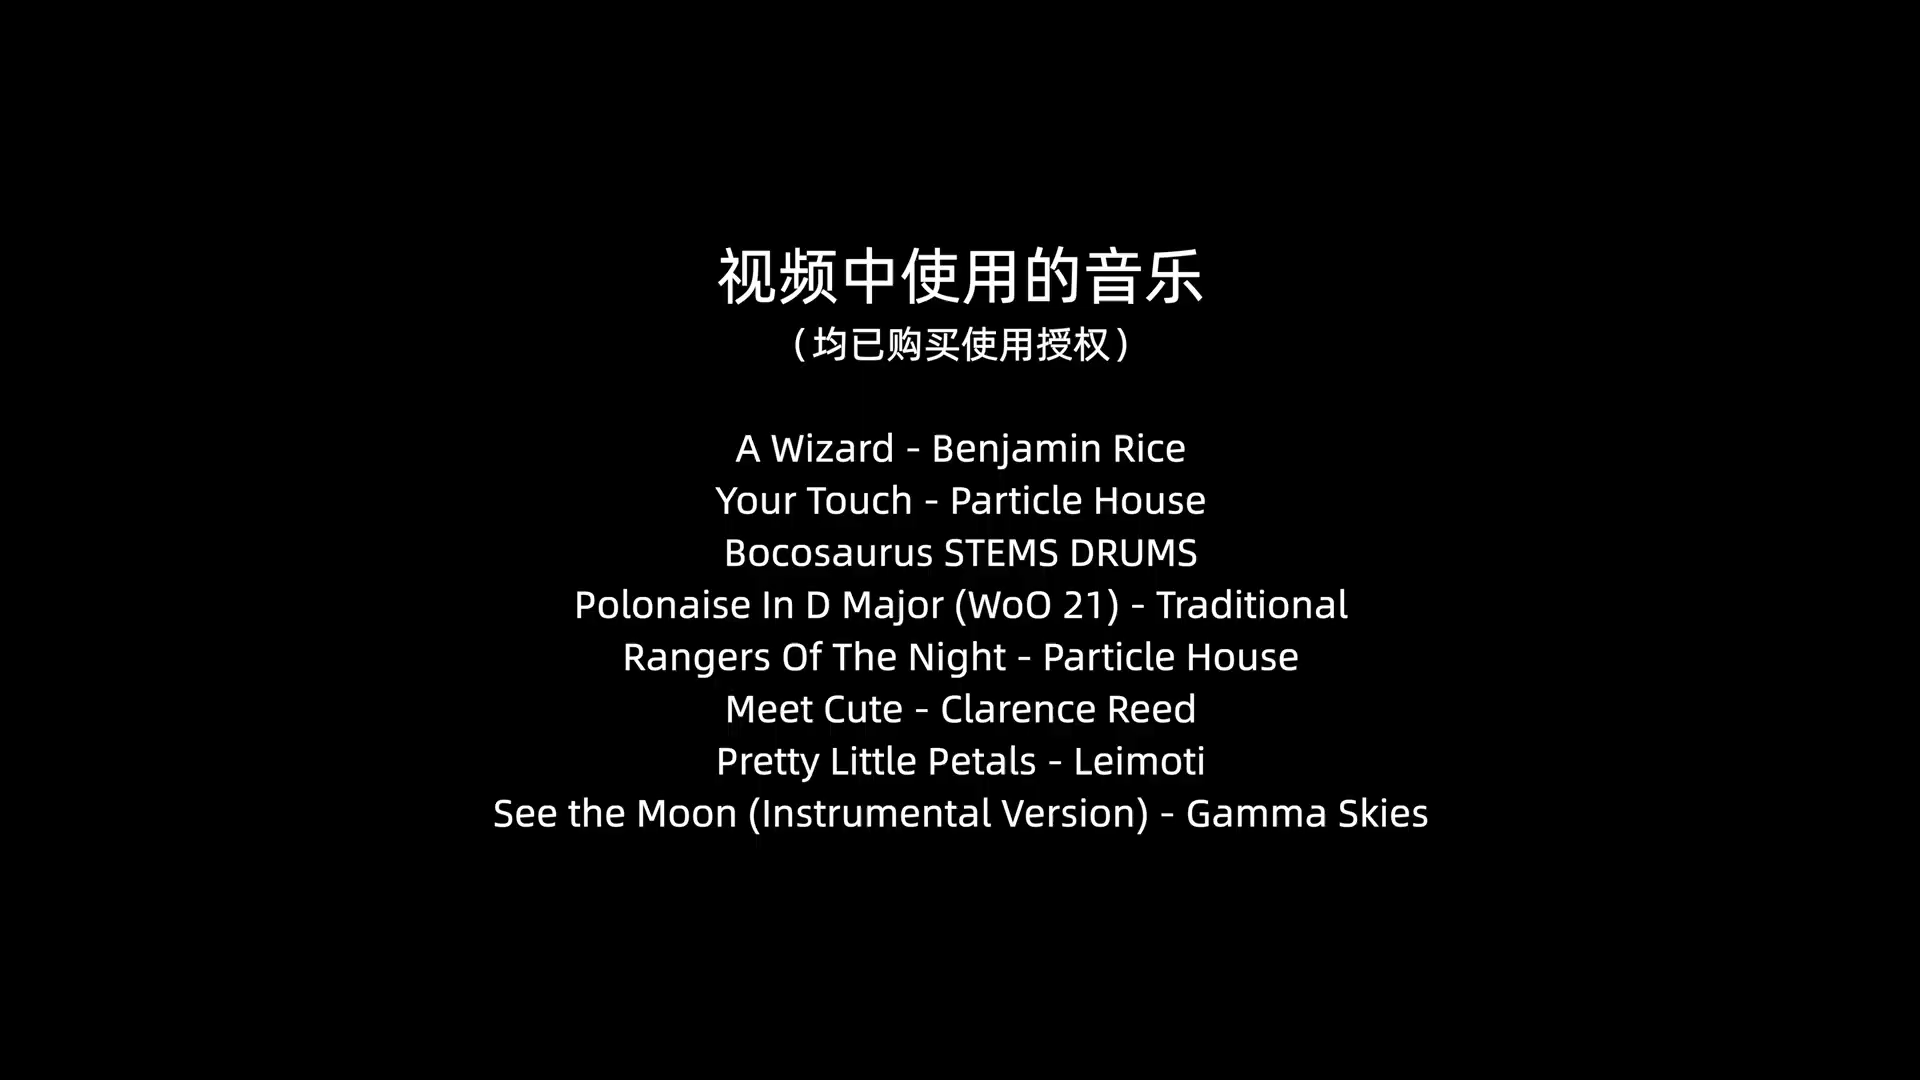 视频中使用的音乐
（均已购买使用授权）
A Wizard - Benjamin Rice
Your Touch - Particle House
Bocosaurus STEMS DRUMS
Polonaise In D Major (WoO 21) - Traditional
Rangers Of The Night - Particle House
Meet Cute - Clarence Reed
Pretty Little Petals - Leimoti
See the Moon (Instrumental Version) - Gamma Skies